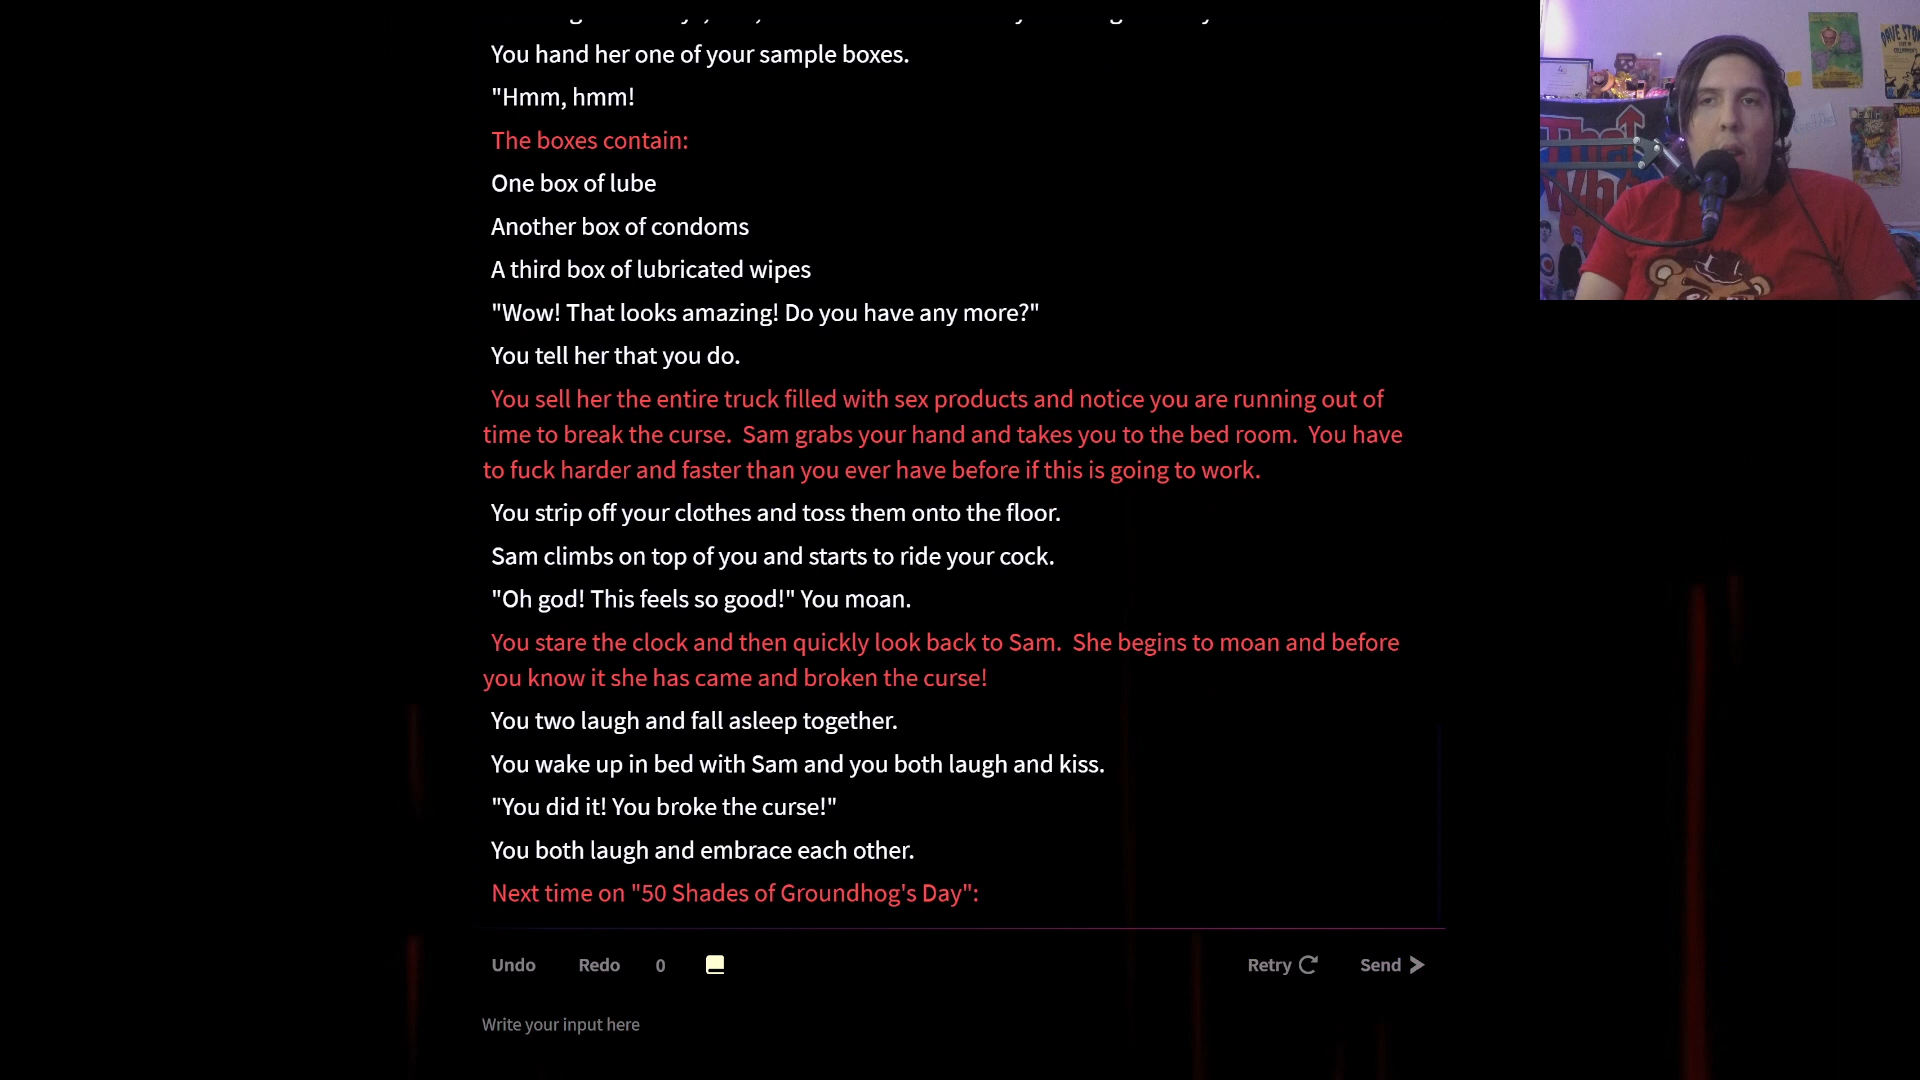 You hand her one of your sample boxes.
"Hmm, hmm!
The boxes contain:
One box of lube
Another box of condoms
A third box of lubricated wipes
"Wow! That looks amazing! Do you have any more?"
You tell her that you do.
You sell her the entire truck filled with sex products and notice you are running out of
time to break the curse.  Sam grabs your hand and takes you to the bed room.  You have
to fuck harder and faster than you ever have before if this is going to work.
You strip off your clothes and toss them onto the floor.
Sam climbs on top of you and starts to ride your cock.
"Oh god! This feels so good!" You moan.
You stare the clock and then quickly look back to Sam.  She begins to moan and before
you know it she has came and broken the curse!
You two laugh and fall asleep together.
You wake up in bed with Sam and you both laugh and kiss.
"You did it! You broke the curse!"
You both laugh and embrace each other.
Next time on "50 Shades of Groundhog's Day":
Undo Redo 0 Retry Send
Write your input here